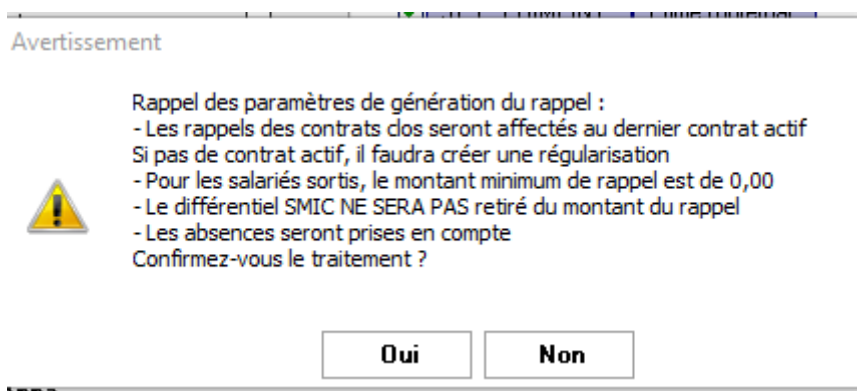 Avertissement
Rappel des paramètres de génération du rappel :
- Les rappels des contrats clos seront affectés au dernier contrat actif
Si pas de contrat actif, il faudra créer une régularisation
- Pour les salariés sortis, le montant minimum de rappel est de 0,00
- Le différentiel SMIC NE SERA PAS retiré du montant du rappel
- Les absences seront prises en compte
Confirmez-vous le traitement ?
Oui
Non